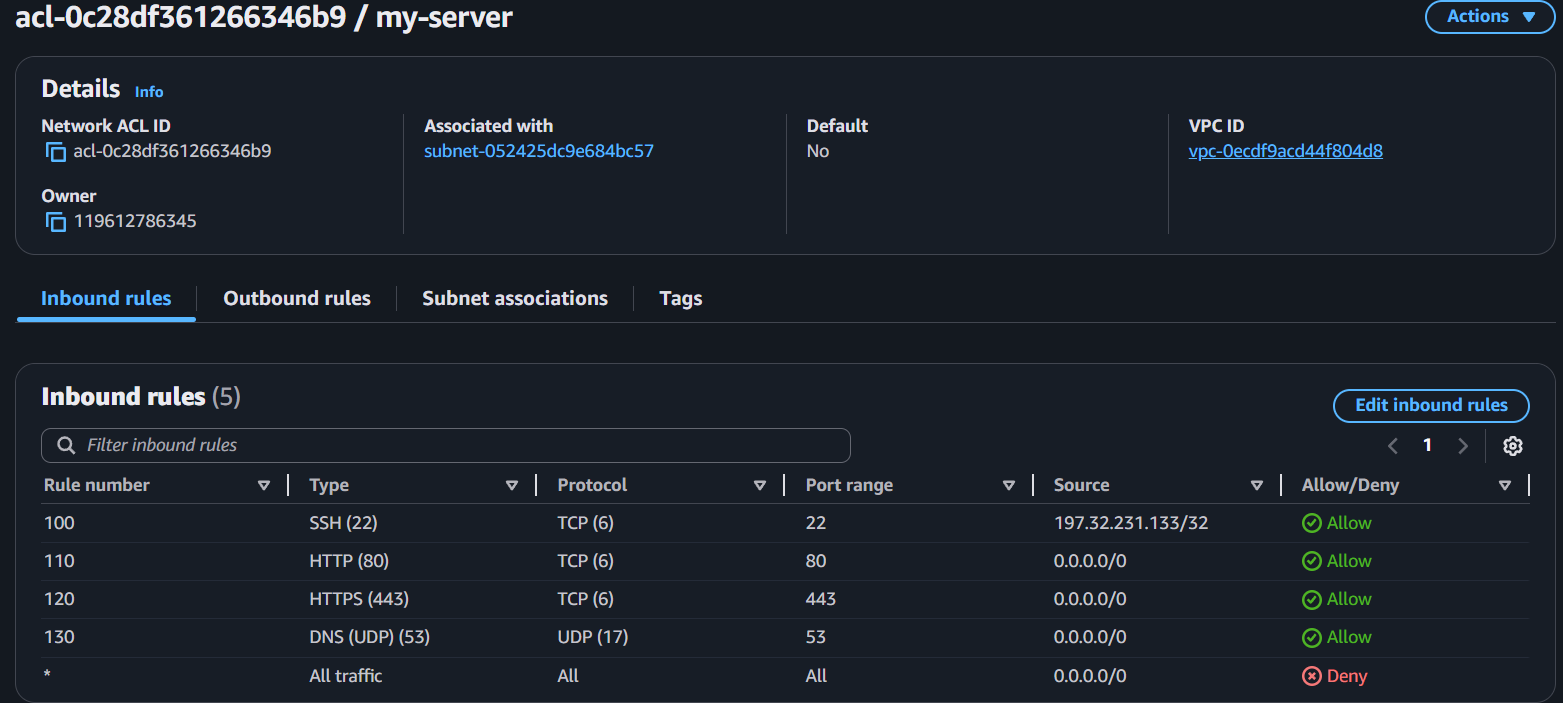 acl-0c28df361266346b9 / my-server
Actions
Details Info
Network ACL ID
acl-0c28df361266346b9
Associated with
subnet-052425dc9e684bc57
Default
No
VPC ID
vpc-0ecdf9acd44f804d8
Owner
119612786345
Inbound rules Outbound rules Subnet associations Tags
Inbound rules (5)
Edit inbound rules
Filter inbound rules
1
Rule number Type Protocol Port range Source Allow/Deny
100 SSH (22) TCP (6) 22 197.32.231.133/32 Allow
110 HTTP (80) TCP (6) 80 0.0.0.0/0 Allow
120 HTTPS (443) TCP (6) 443 0.0.0.0/0 Allow
130 DNS (UDP) (53) UDP (17) 53 0.0.0.0/0 Allow
* All traffic All All 0.0.0.0/0 Deny